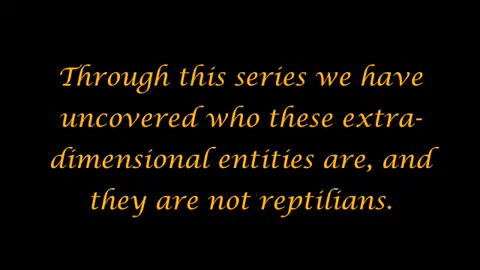 Through this series we have
uncovered who these extra-
dimensional entities are, and
they are not reptilians.